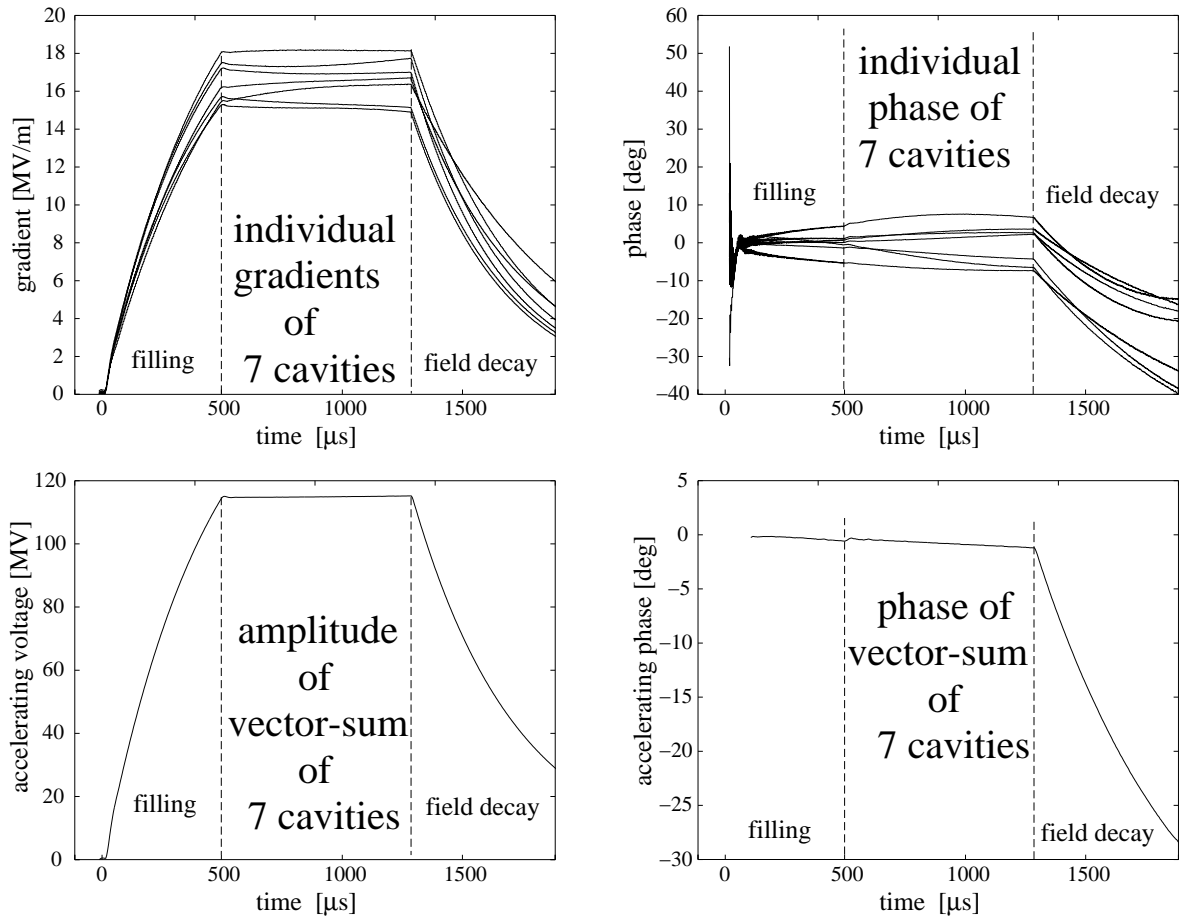 20
18
16
14
12
10
8
6
4
2
0
gradient [MV/m]
individual
gradients
of
7 cavities
filling
field decay
0
500
1000
1500
time [μs]
60
50
40
30
20
10
0
−10
−20
−30
−40
phase [deg]
individual
phase of
7 cavities
filling
field decay
0
500
1000
1500
time [μs]
120
100
80
60
40
20
0
accelerating voltage [MV]
amplitude
of
vector-sum
of
7 cavities
filling
field decay
0
500
1000
1500
time [μs]
5
0
−5
−10
−15
−20
−25
−30
accelerating phase [deg]
phase of
vector-sum
of
7 cavities
filling
field decay
0
500
1000
1500
time [μs]